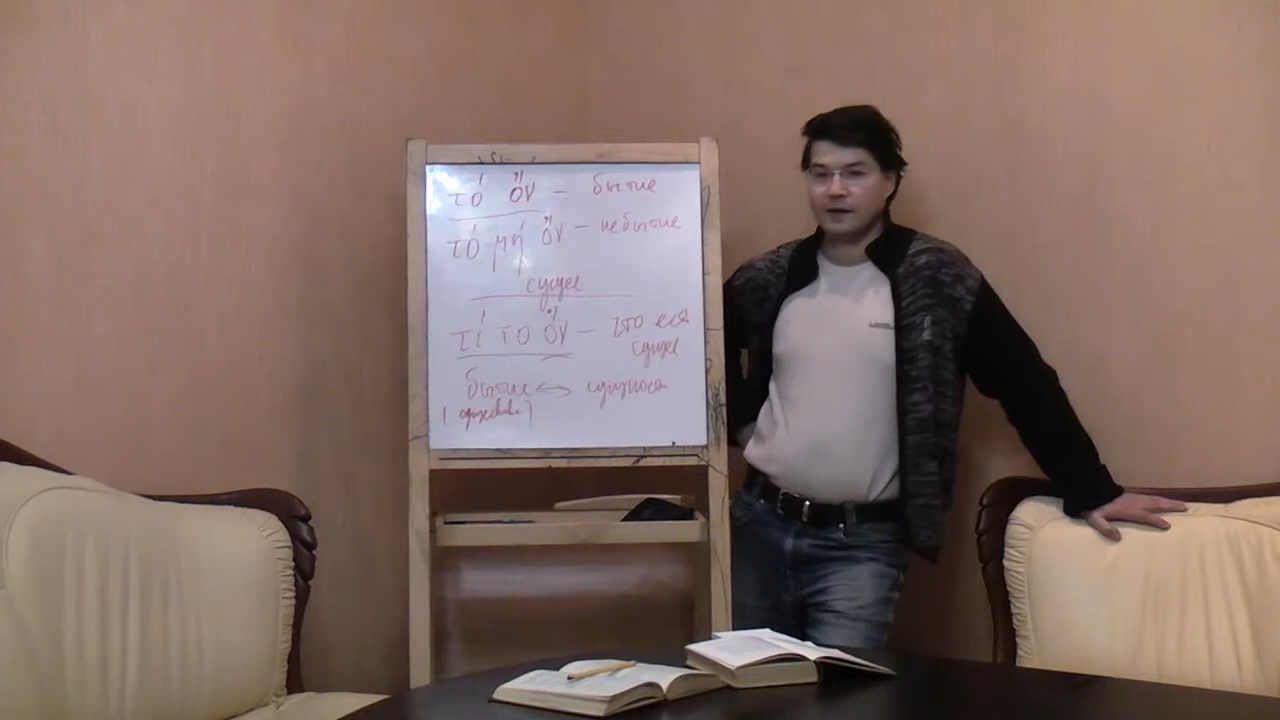 τό ὄν — бытие
τό μή ὄν — небытие
сущее
τί τό ὄν — что есть
сущее
бытие ↔ сущность